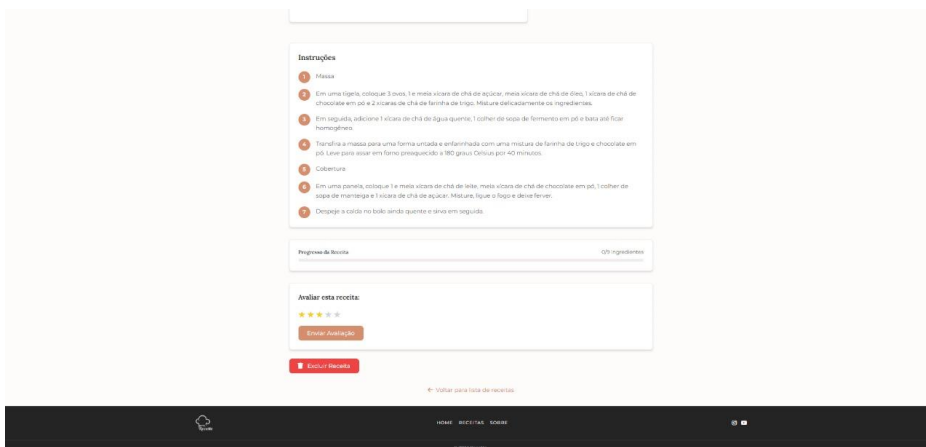 Instruções
1 Massa
2 Em uma tigela, coloque 3 ovos, 1 e meia xícara de chá de açúcar, meia xícara de chá de óleo, 1 xícara de chá de
chocolate em pó e 2 xícaras de chá de farinha de trigo. Misture delicadamente os ingredientes.
3 Em seguida, adicione 1 xícara de chá de água quente, 1 colher de sopa de fermento em pó e bata até ficar
homogêneo.
4 Transfira a massa para uma forma untada e enfarinhada com uma mistura de farinha de trigo e chocolate em
pó. Leve para assar em forno preaquecido a 180 graus Celsius por 40 minutos.
5 Cobertura
6 Em uma panela, coloque 1 e meia xícara de chá de leite, meia xícara de chá de chocolate em pó, 1 colher de
sopa de manteiga e 1 xícara de chá de açúcar. Misture, ligue o fogo e deixe ferver.
7 Despeje a calda no bolo ainda quente e sirva em seguida.
Progresso da Receita 0/9 ingredientes
Avaliar esta receita:
Enviar Avaliação
Excluir Receita
← Voltar para lista de receitas
HOME RECEITAS SOBRE